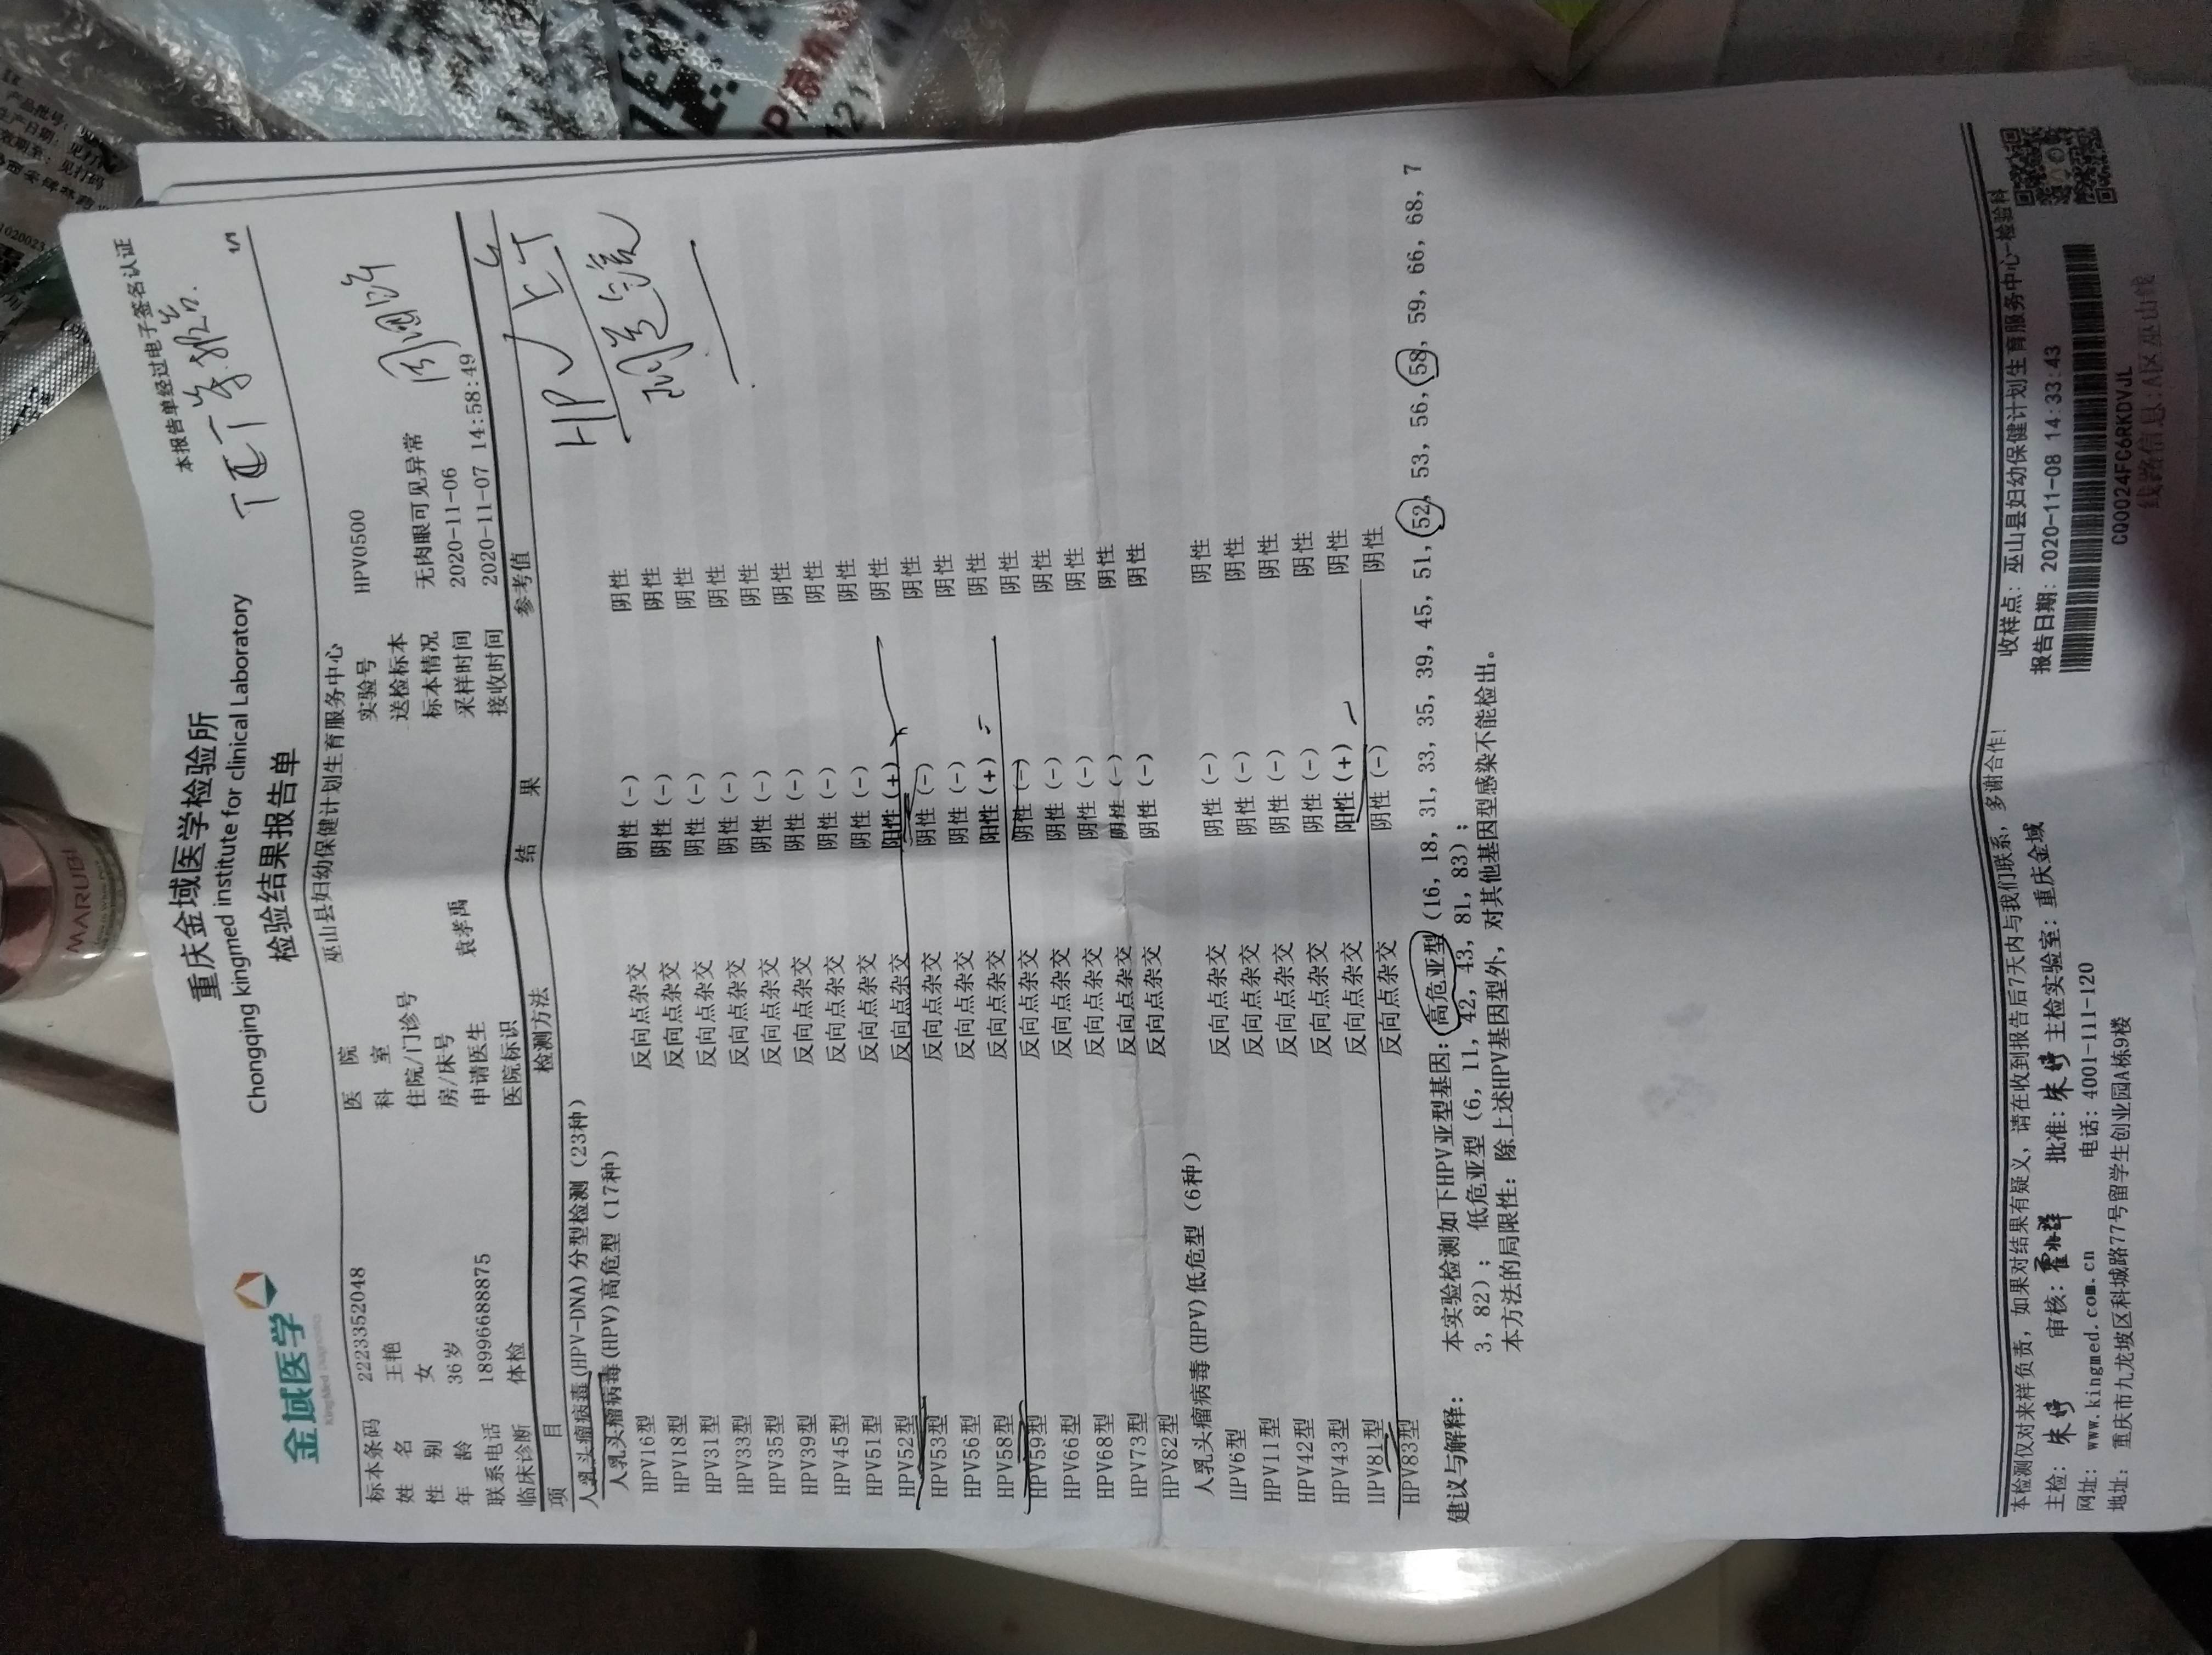 MARUBI
本报告单经过电子签名认证
重庆金域医学检验所
Chongqing kingmed institute for clinical Laboratory
检验结果报告单
1/1
金域医学
KingMed Diagnostics
标本条码 2223352048 医院 巫山县妇幼保健计划生育服务中心 实验号 HPV0500
姓名 王艳 科室 送检标本
性别 女 住院/门诊号 标本情况 无肉眼可见异常
年龄 36岁 房/床号 采样时间 2020-11-06
联系电话 18996688875 申请医生 袁孝禹 接收时间 2020-11-07 14:58:49
临床诊断 体检 医院标识
项目 检测方法 结果 参考值
人乳头瘤病毒(HPV-DNA)分型检测(23种)
人乳头瘤病毒(HPV)高危型(17种)
HPV16型 反向点杂交 阴性(-) 阴性
HPV18型 反向点杂交 阴性(-) 阴性
HPV31型 反向点杂交 阴性(-) 阴性
HPV33型 反向点杂交 阴性(-) 阴性
HPV35型 反向点杂交 阴性(-) 阴性
HPV39型 反向点杂交 阴性(-) 阴性
HPV45型 反向点杂交 阴性(-) 阴性
HPV51型 反向点杂交 阴性(-) 阴性
HPV52型 反向点杂交 阳性(+) 阴性
HPV53型 反向点杂交 阴性(-) 阴性
HPV56型 反向点杂交 阴性(-) 阴性
HPV58型 反向点杂交 阳性(+) 阴性
HPV59型 反向点杂交 阴性(-) 阴性
HPV66型 反向点杂交 阴性(-) 阴性
HPV68型 反向点杂交 阴性(-) 阴性
HPV73型 反向点杂交 阴性(-) 阴性
HPV82型 反向点杂交 阴性(-) 阴性
人乳头瘤病毒(HPV)低危型(6种)
HPV6型 反向点杂交 阴性(-) 阴性
HPV11型 反向点杂交 阴性(-) 阴性
HPV42型 反向点杂交 阴性(-) 阴性
HPV43型 反向点杂交 阴性(-) 阴性
HPV81型 反向点杂交 阳性(+) 阴性
HPV83型 反向点杂交 阴性(-) 阴性
HPV
阴道镜
建议与解释: 本实验检测如下HPV亚型基因:高危亚型(16, 18, 31, 33, 35, 39, 45, 51, 52, 53, 56, 58, 59, 66, 68, 7
3, 82); 低危亚型(6, 11, 42, 43, 81, 83);
本方法的局限性: 除上述HPV基因型外, 对其他基因型感染不能检出。
本检测仅对来样负责, 如果对结果有疑义, 请在收到报告后7天内与我们联系, 多谢合作!
收样点: 巫山县妇幼保健计划生育服务中心-检验科
主检: 朱婷 审核: 批准: 朱婷 主检实验室: 重庆金域
报告日期: 2020-11-08 14:33:43
网址: www.kingmed.com.cn 电话: 4001-111-120
地址: 重庆市九龙坡区科城路77号留学生创业园A栋9楼
CQ0024FC6RKDVJL
线路信息:A区巫山线